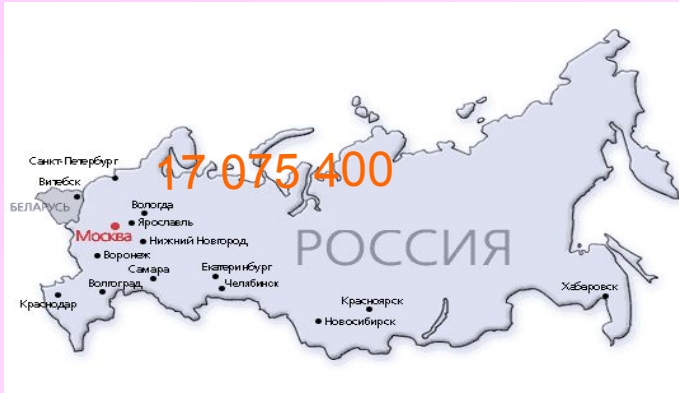 Санкт-Петербург
17 075 400
Витебск
БЕЛАРУСЬ
Вологда
Ярославль
Москва
Нижний Новгород
РОССИЯ
Воронеж
Самара
Екатеринбург
Волгоград
Челябинск
Хабаровск
Краснодар
Красноярск
Новосибирск